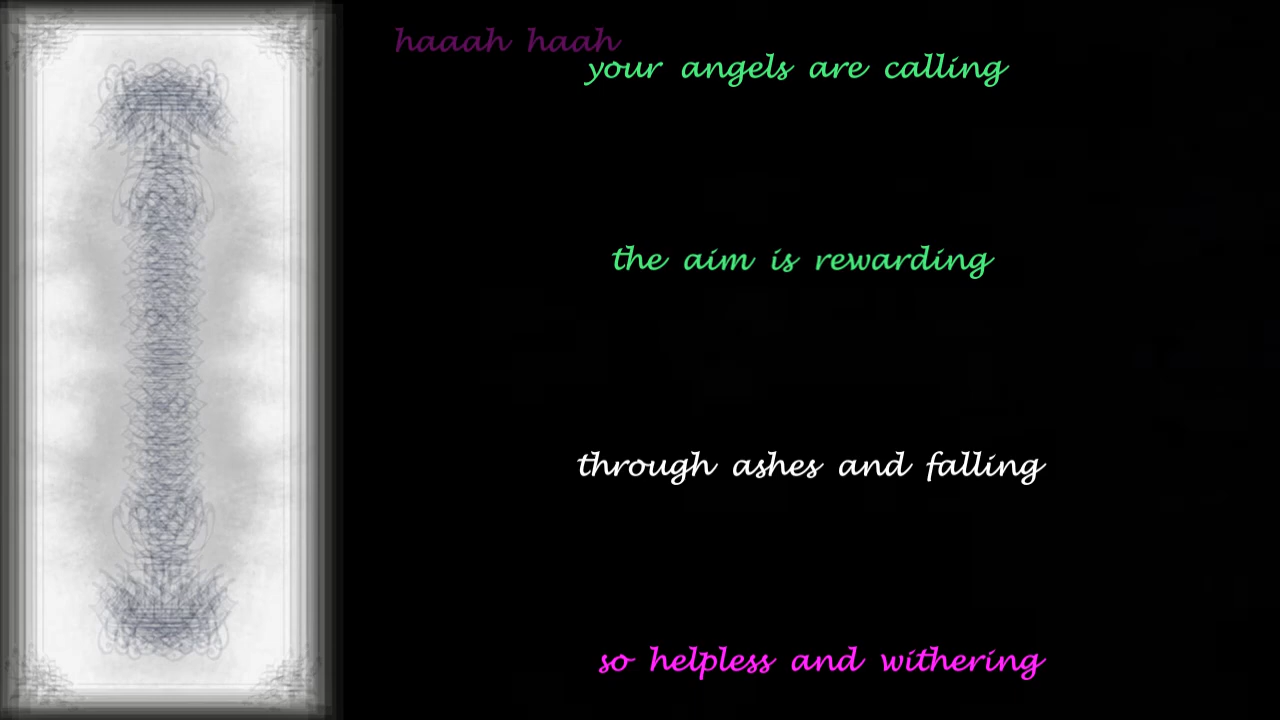 haaah haah
your angels are calling
the aim is rewarding
through ashes and falling
so helpless and withering